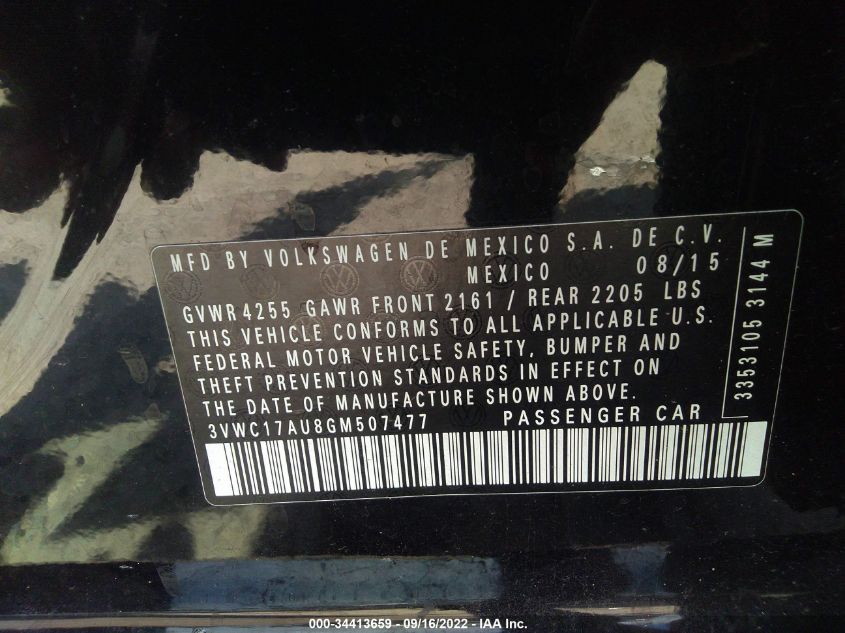 MFD BY VOLKSWAGEN DE MEXICO S.A. DE C.V.
MEXICO 08/15
GVWR 4255 GAWR FRONT 2161 / REAR 2205 LBS
THIS VEHICLE CONFORMS TO ALL APPLICABLE U.S.
FEDERAL MOTOR VEHICLE SAFETY, BUMPER AND
THEFT PREVENTION STANDARDS IN EFFECT ON
THE DATE OF MANUFACTURE SHOWN ABOVE.
3VWC17AU8GM507477 PASSENGER CAR
3353105 3144 M
000-34413659 - 09/16/2022 - IAA Inc.